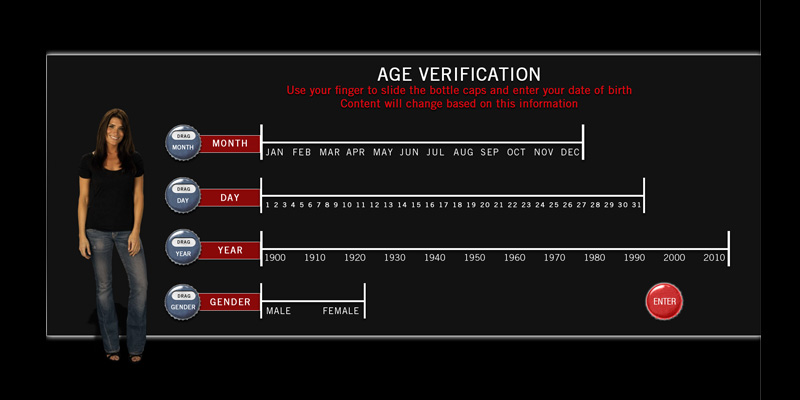 AGE VERIFICATION
Use your finger to slide the bottle caps and enter your date of birth
Content will change based on this information
DRAG
MONTH
MONTH
JAN FEB MAR APR MAY JUN JUL AUG SEP OCT NOV DEC
DRAG
DAY
DAY
1 2 3 4 5 6 7 8 9 10 11 12 13 14 15 16 17 18 19 20 21 22 23 24 25 26 27 28 29 30 31
DRAG
YEAR
YEAR
1900 1910 1920 1930 1940 1950 1960 1970 1980 1990 2000 2010
DRAG
GENDER
GENDER
MALE FEMALE
ENTER